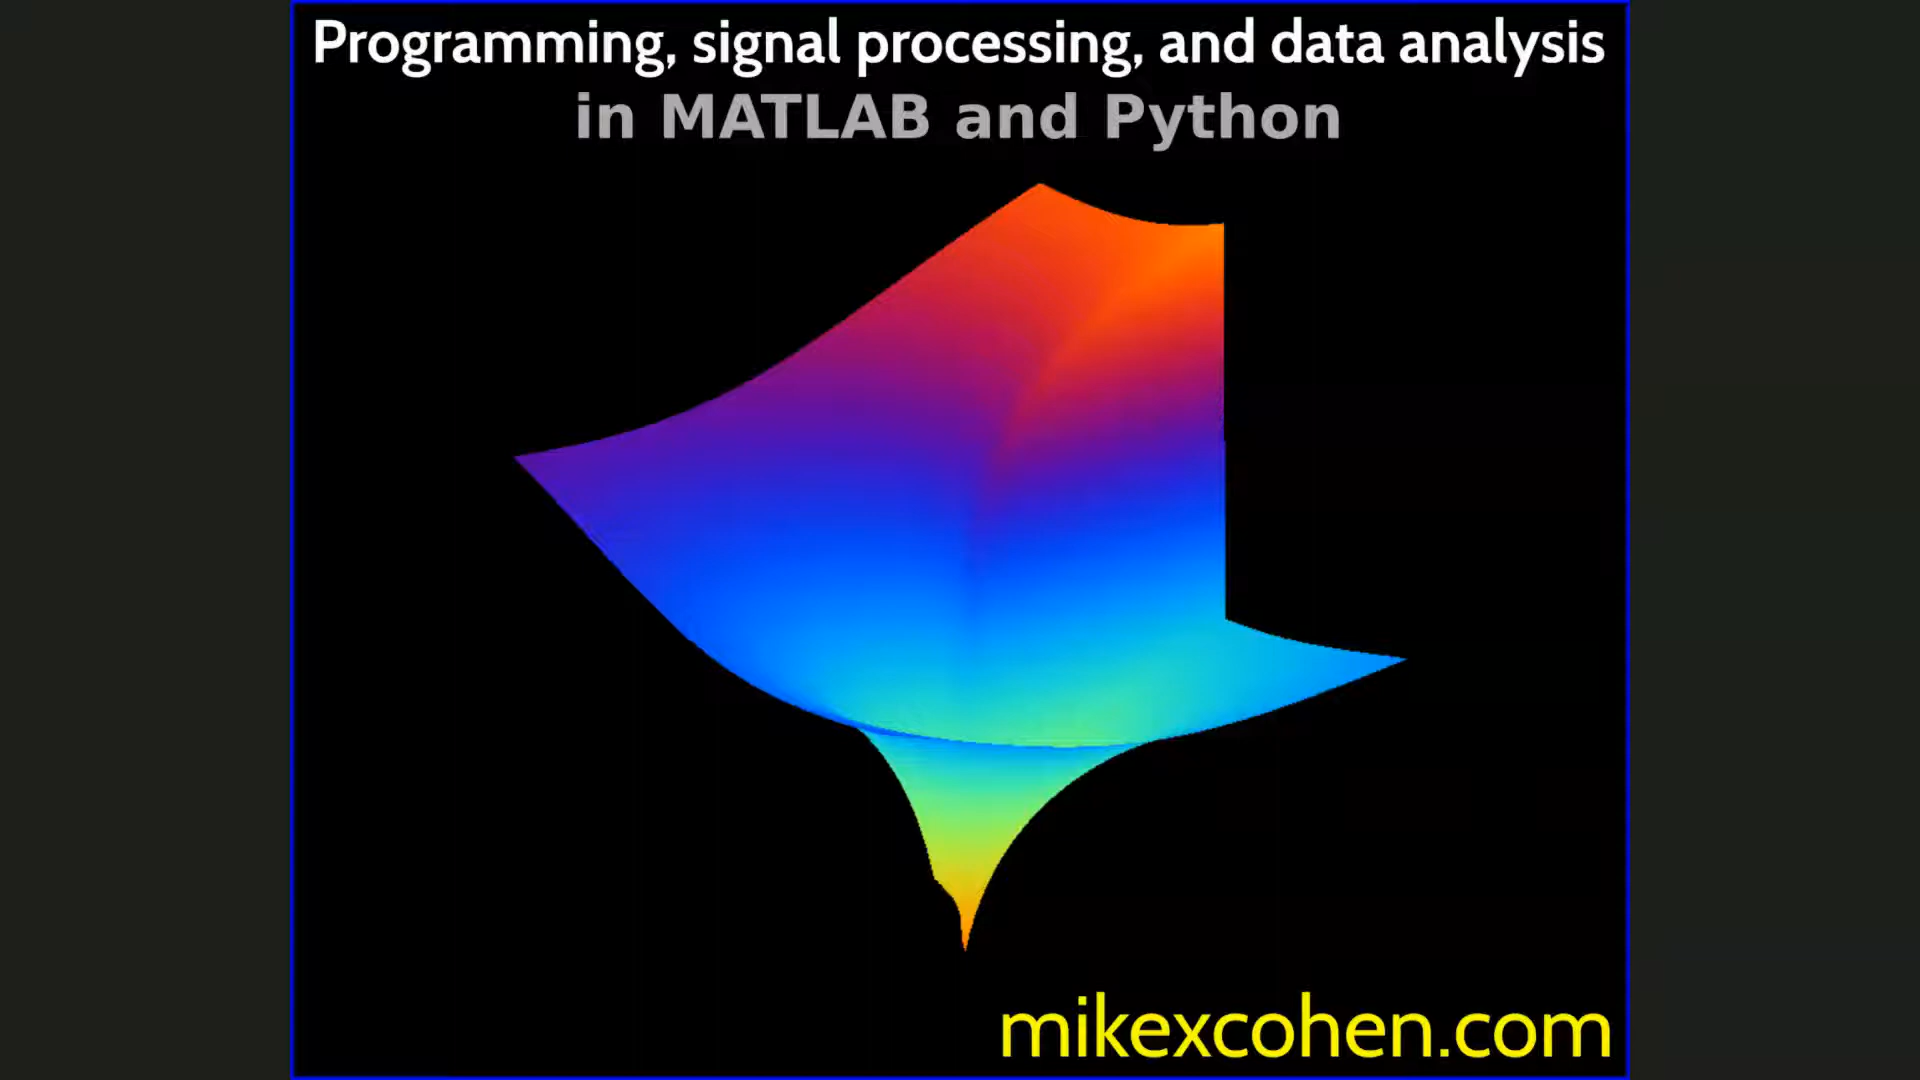 Programming, signal processing, and data analysis
in MATLAB and Python
mikexcohen.com